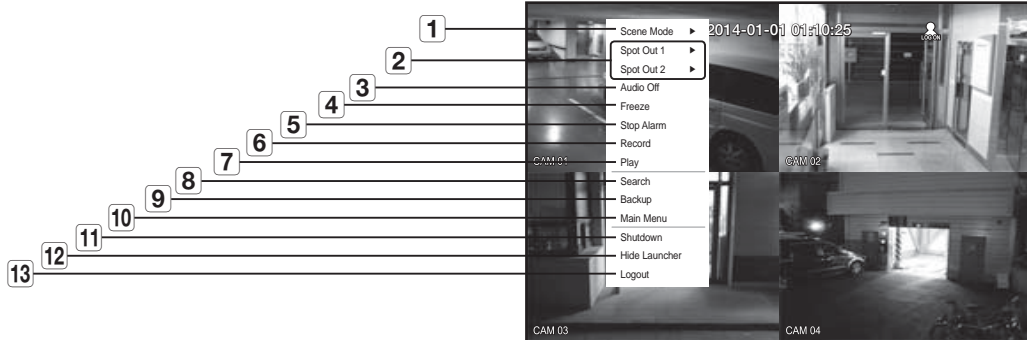 1
2
3
4
5
6
7
8
9
10
11
12
13
Scene Mode ▶
Spot Out 1 ▶
Spot Out 2 ▶
Audio Off
Freeze
Stop Alarm
Record
Play
Search
Backup
Main Menu
Shutdown
Hide Launcher
Logout
2014-01-01 01:10:25
LOG ON
CAM 01
CAM 02
CAM 03
CAM 04